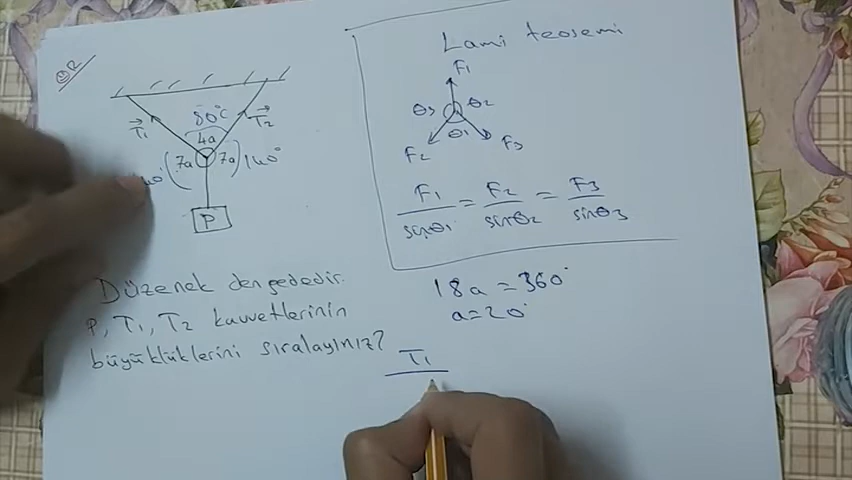 ÖR
80°
4a
T1
T2
7a
7a
140°
P
Düzenek dengededir.
P, T1, T2 kuvvetlerinin
büyüklüklerini sıralayınız?
Lami teoremi
F1
θ3 θ2
θ1
F2 F3
F1/sinθ1 = F2/sinθ2 = F3/sinθ3
18a = 360°
a = 20°
T1